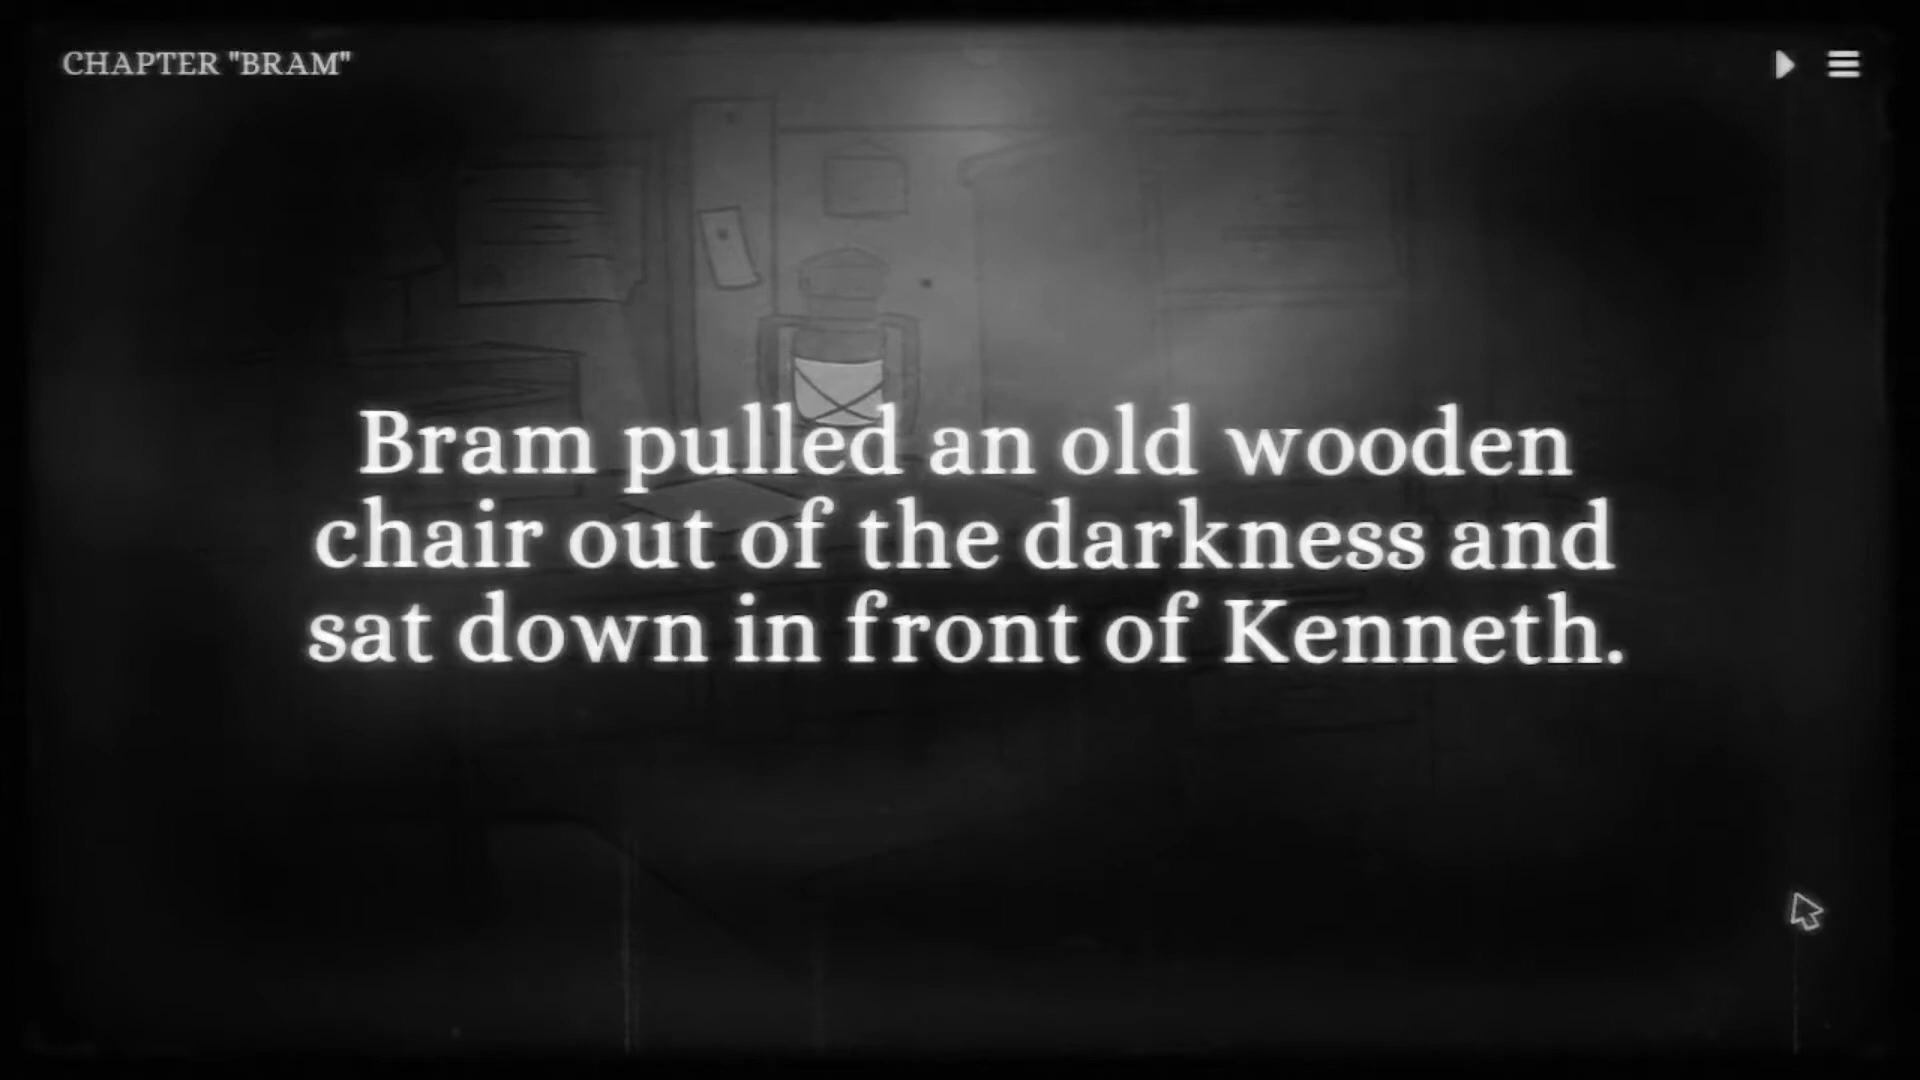 CHAPTER "BRAM"
Bram pulled an old wooden
chair out of the darkness and
sat down in front of Kenneth.